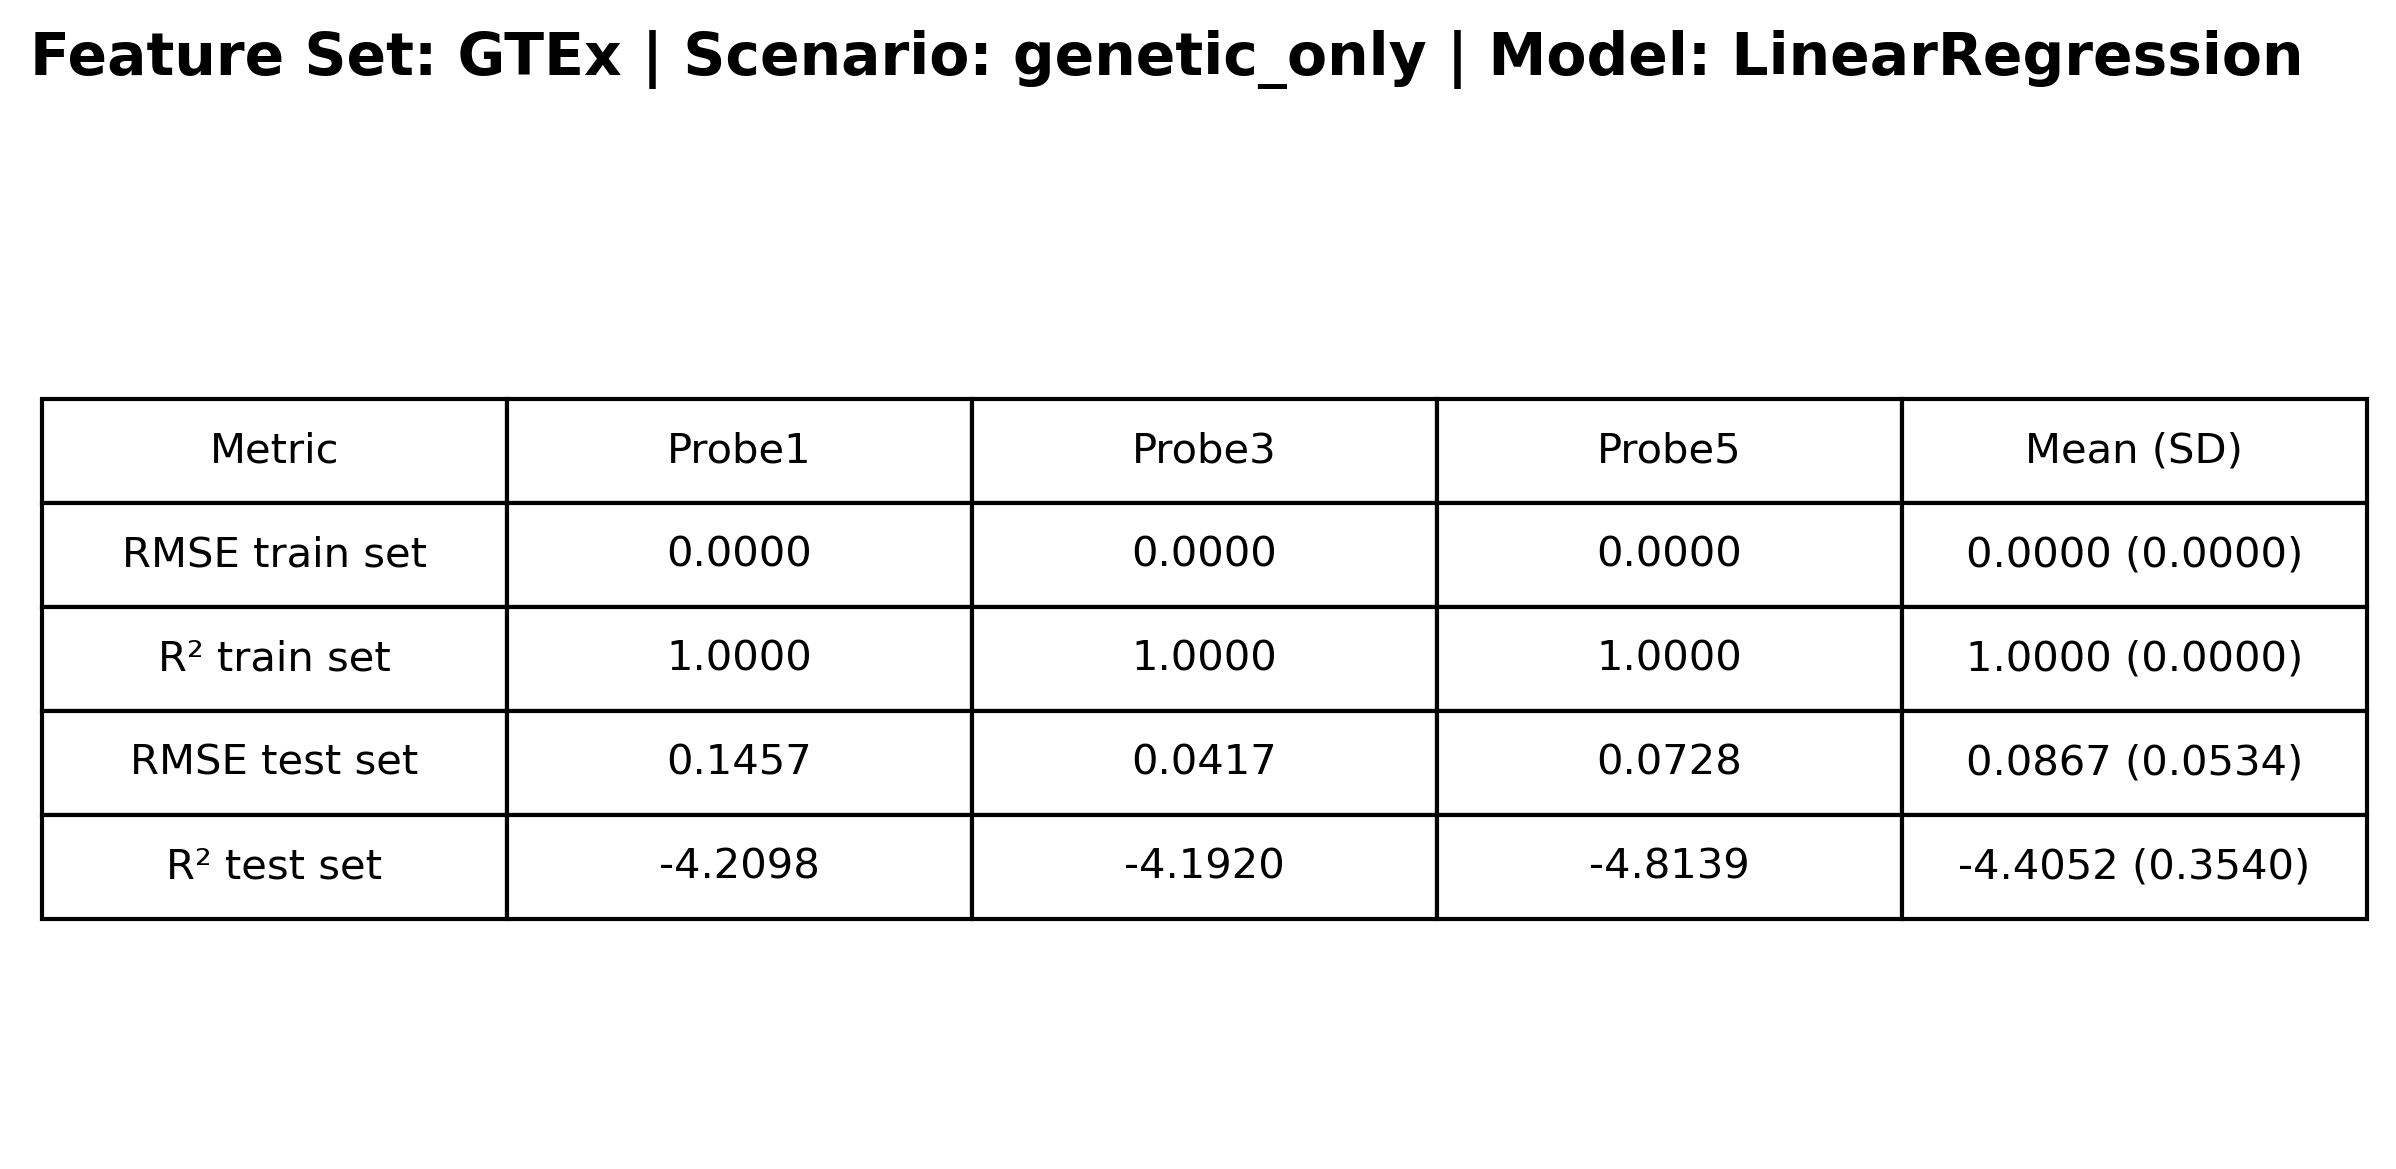 Feature Set: GTEx | Scenario: genetic_only | Model: LinearRegression
Metric Probe1 Probe3 Probe5 Mean (SD)
RMSE train set 0.0000 0.0000 0.0000 0.0000 (0.0000)
R² train set 1.0000 1.0000 1.0000 1.0000 (0.0000)
RMSE test set 0.1457 0.0417 0.0728 0.0867 (0.0534)
R² test set -4.2098 -4.1920 -4.8139 -4.4052 (0.3540)